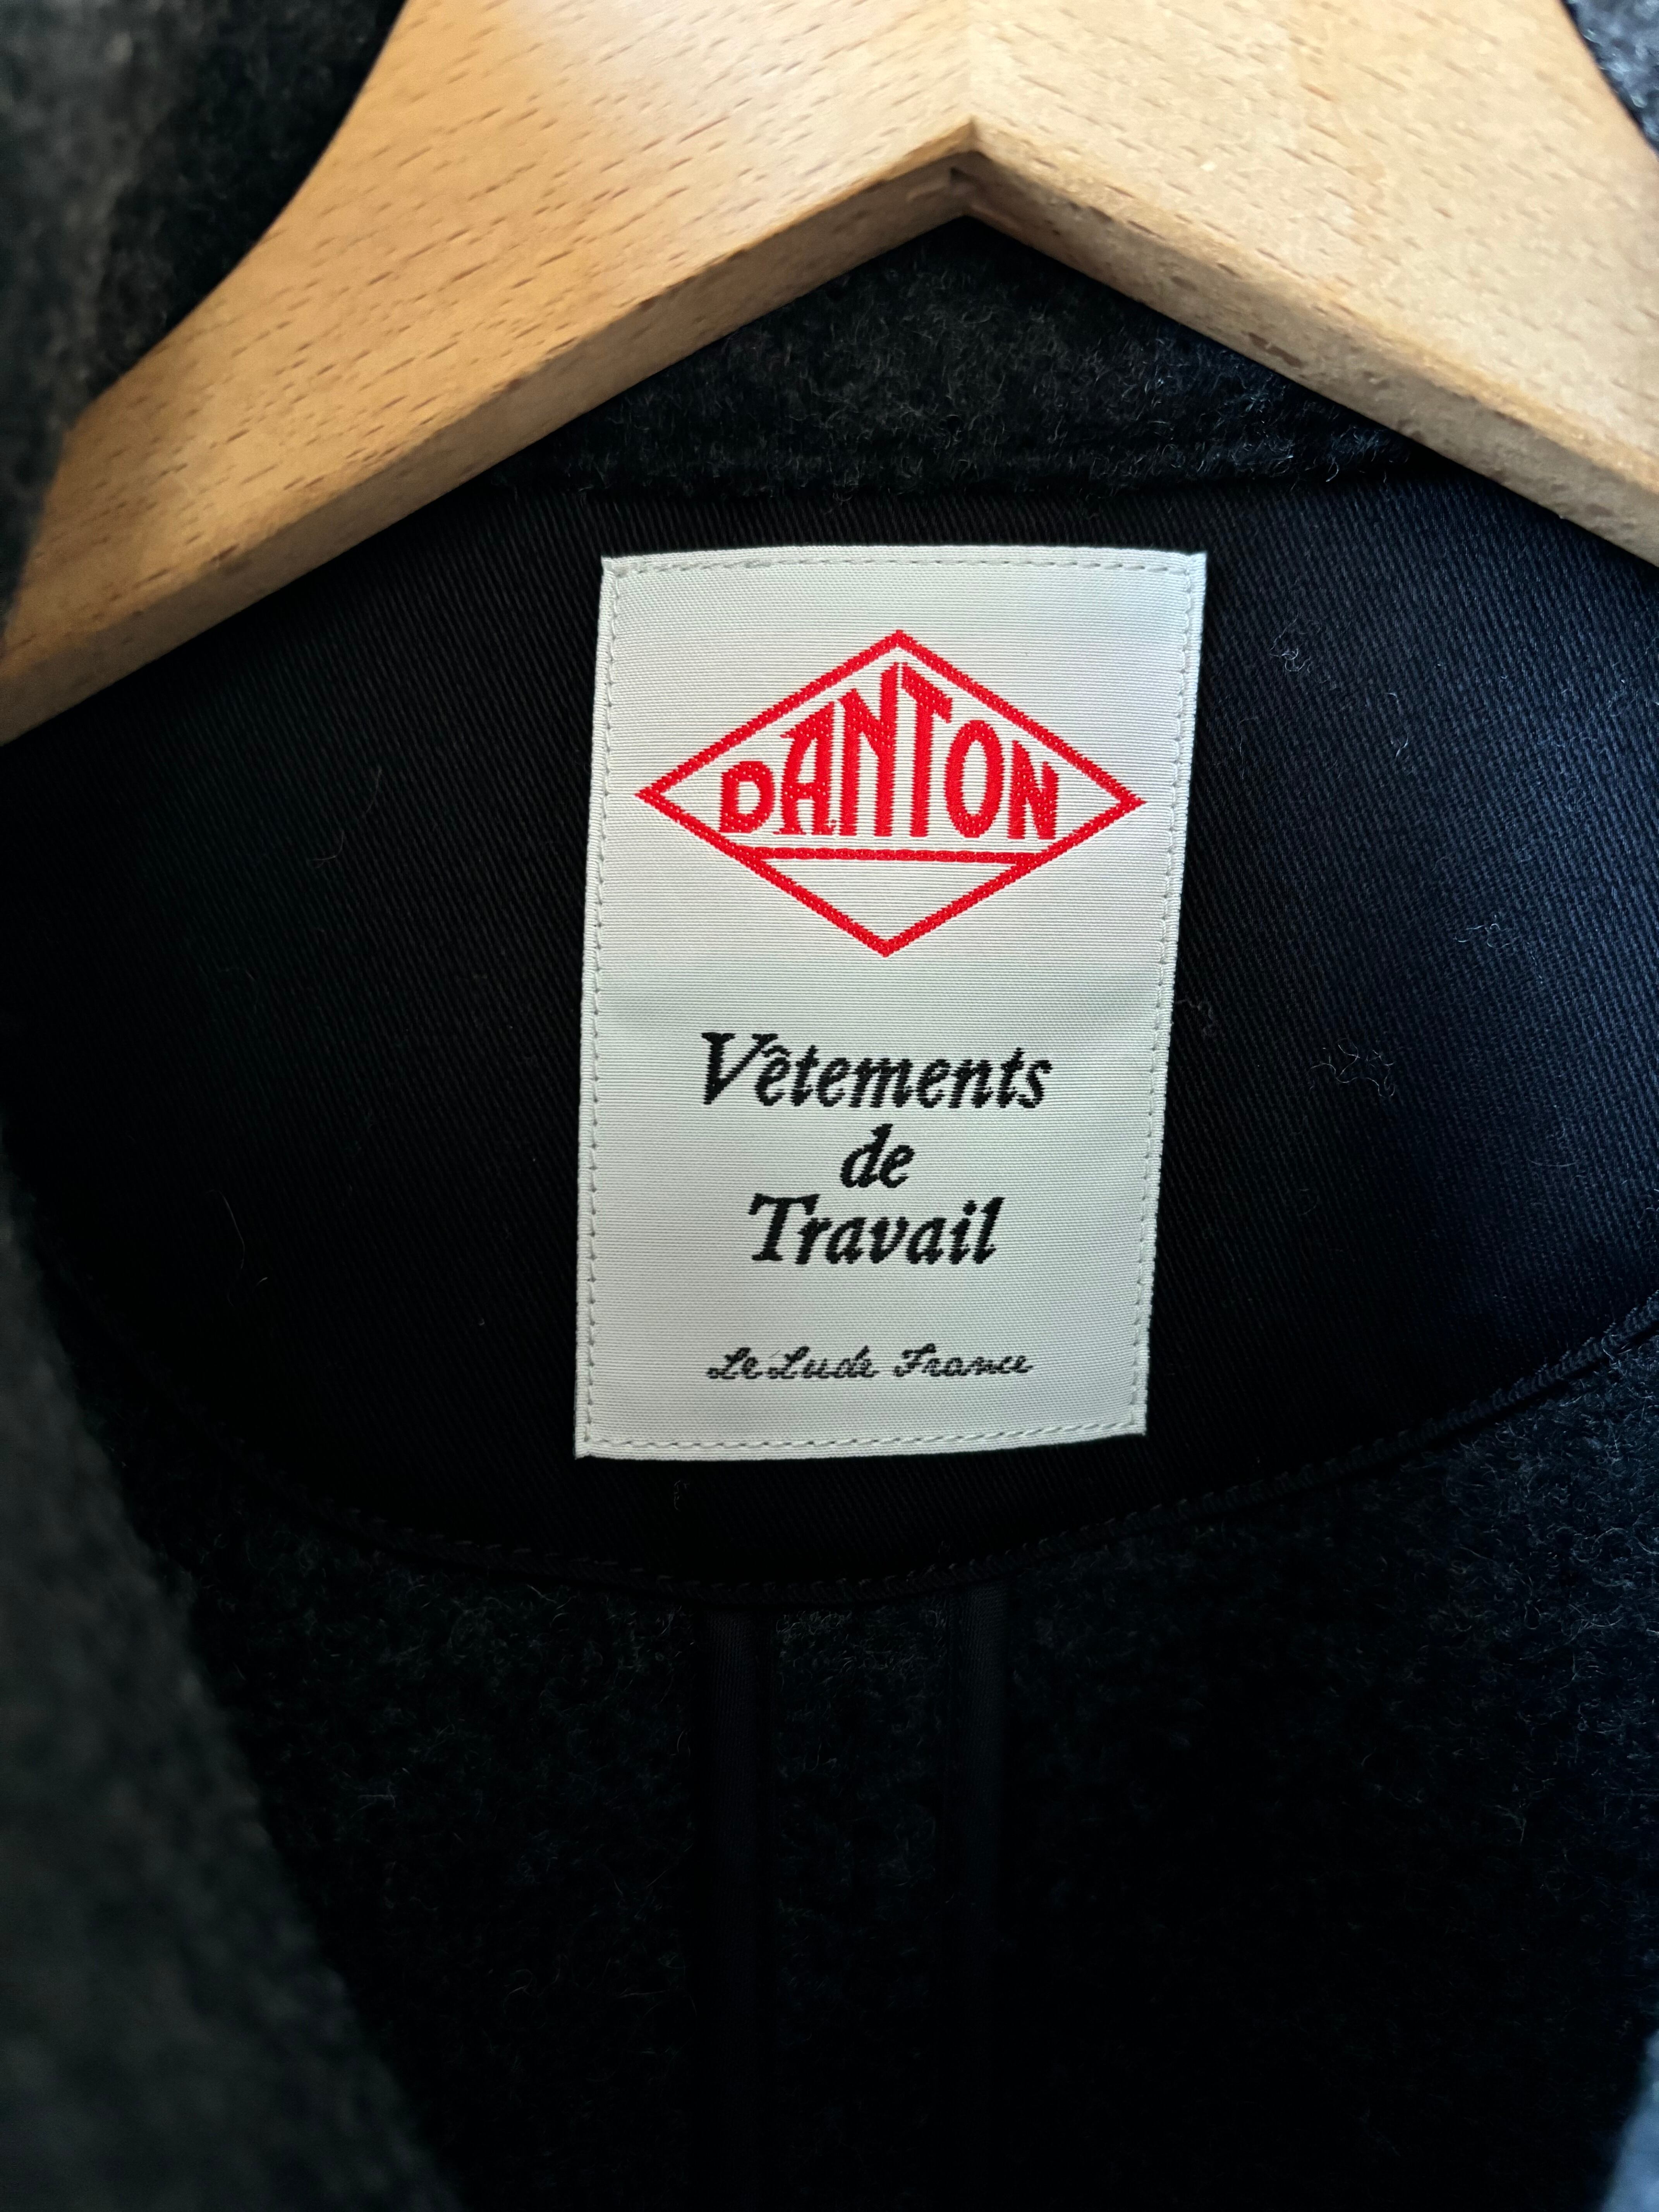 DANTON
Vêtements
de
Travail
Le Lude France